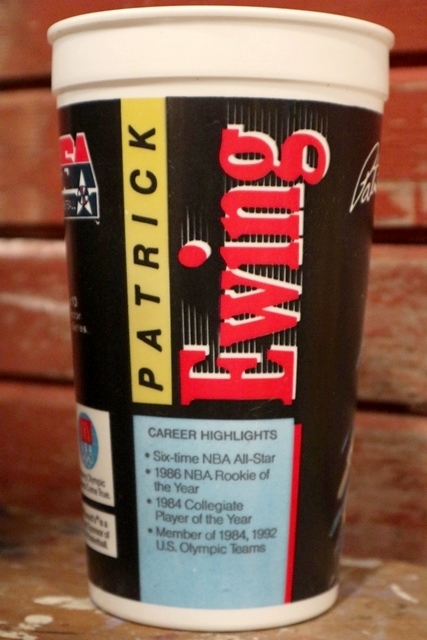 PATRICK
Ewing
CAREER HIGHLIGHTS
• Six-time NBA All-Star
• 1986 NBA Rookie of
the Year
• 1984 Collegiate
Player of the Year
• Member of 1984, 1992
U.S. Olympic Teams